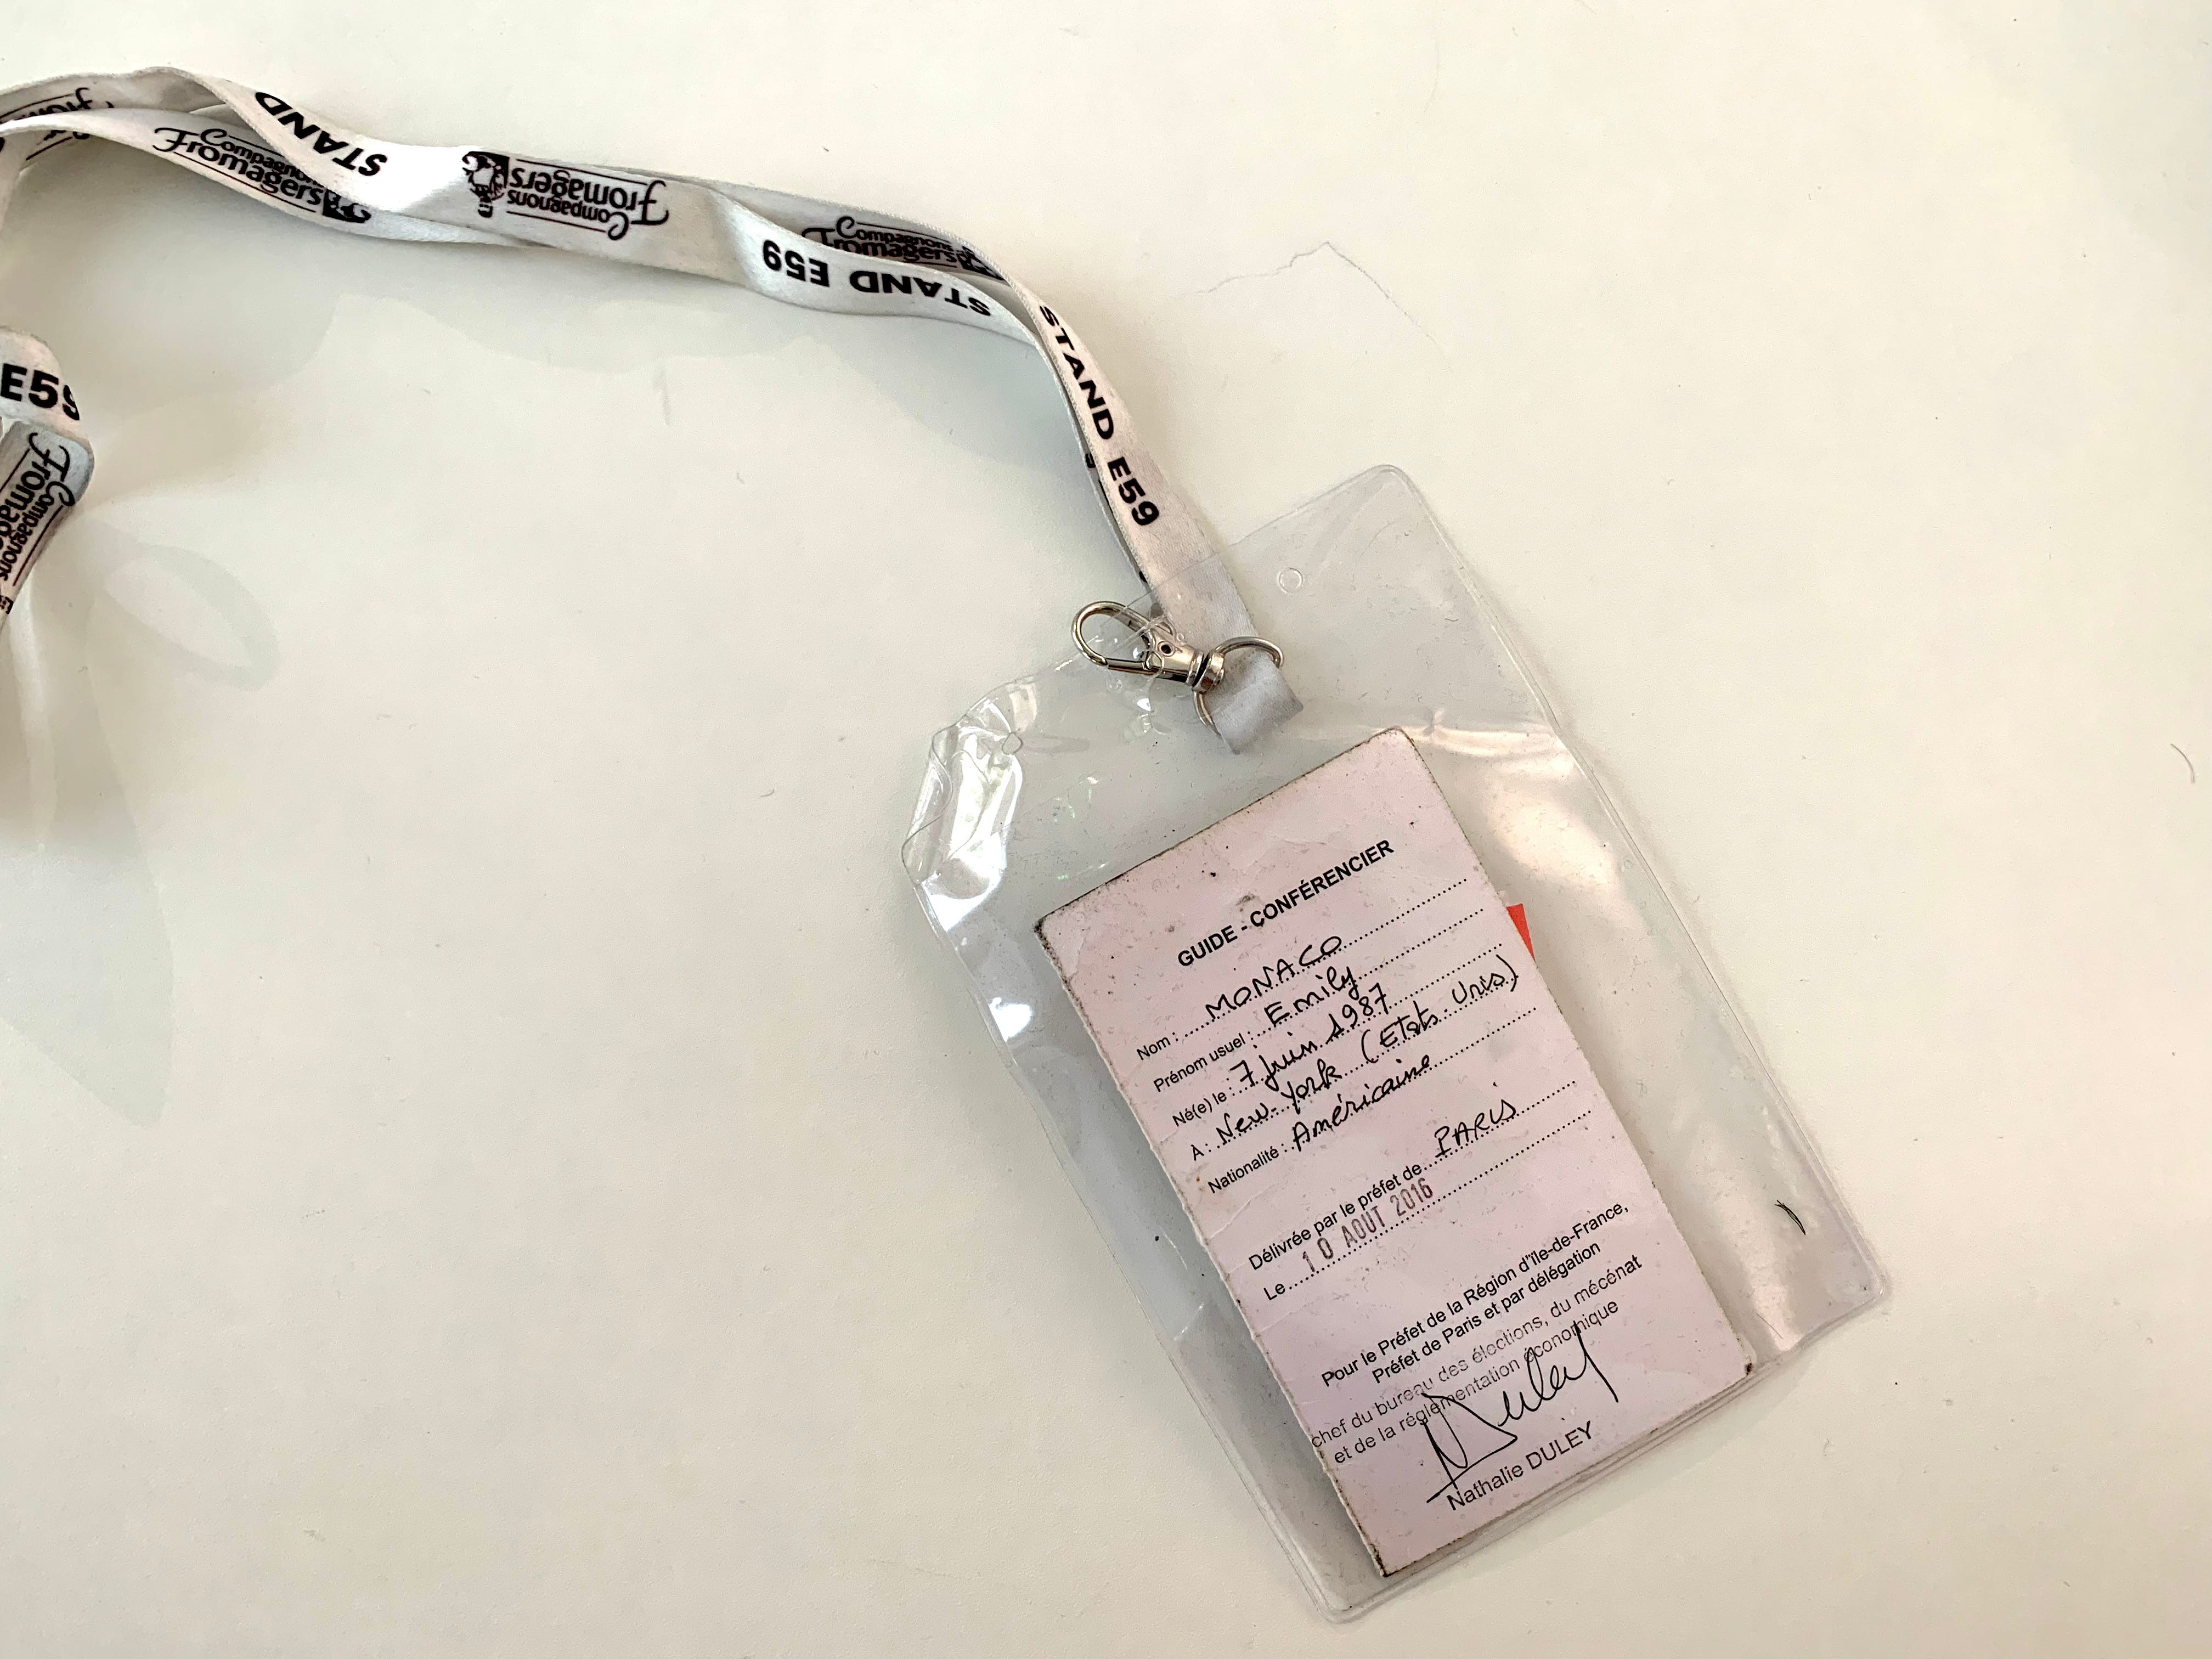 Compagnons
Fromagers
STAND
Compagnons
Fromagers
STAND E59
Compagnons
Fromagers
STAND E59
E59
Compagnons
GUIDE - CONFÉRENCIER
Nom : MONACO
Prénom usuel : Emily
Né(e) le : 7 juin 1987
A : New-York (Etats-Unis)
Nationalité : Américaine
Délivrée par le préfet de PARIS
Le 10 AOUT 2016
Pour le Préfet de la Région d'île-de-France,
Préfet de Paris et par délégation
chef du bureau des élections, du mécénat
et de la réglementation économique
Nathalie DULEY